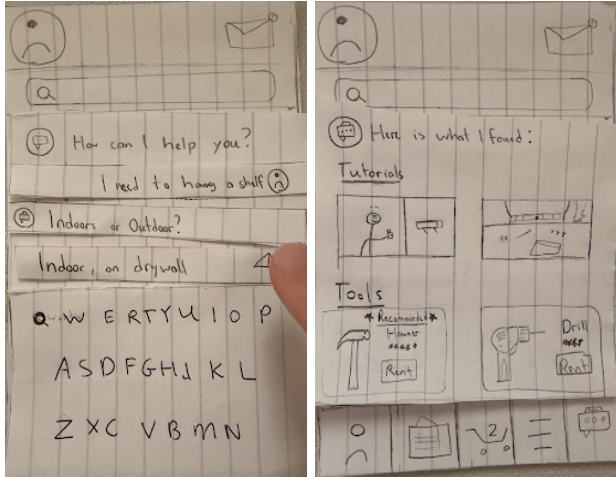 How can I help you?
I need to hang a shelf
Indoors or Outdoor?
Indoor, on drywall
Q W E R T Y U I O P
A S D F G H J K L
Z X C V B M N
Here is what I found:
Tutorials
Tools
* Recommended *
Hammer
Rent
Drill
Rent
2